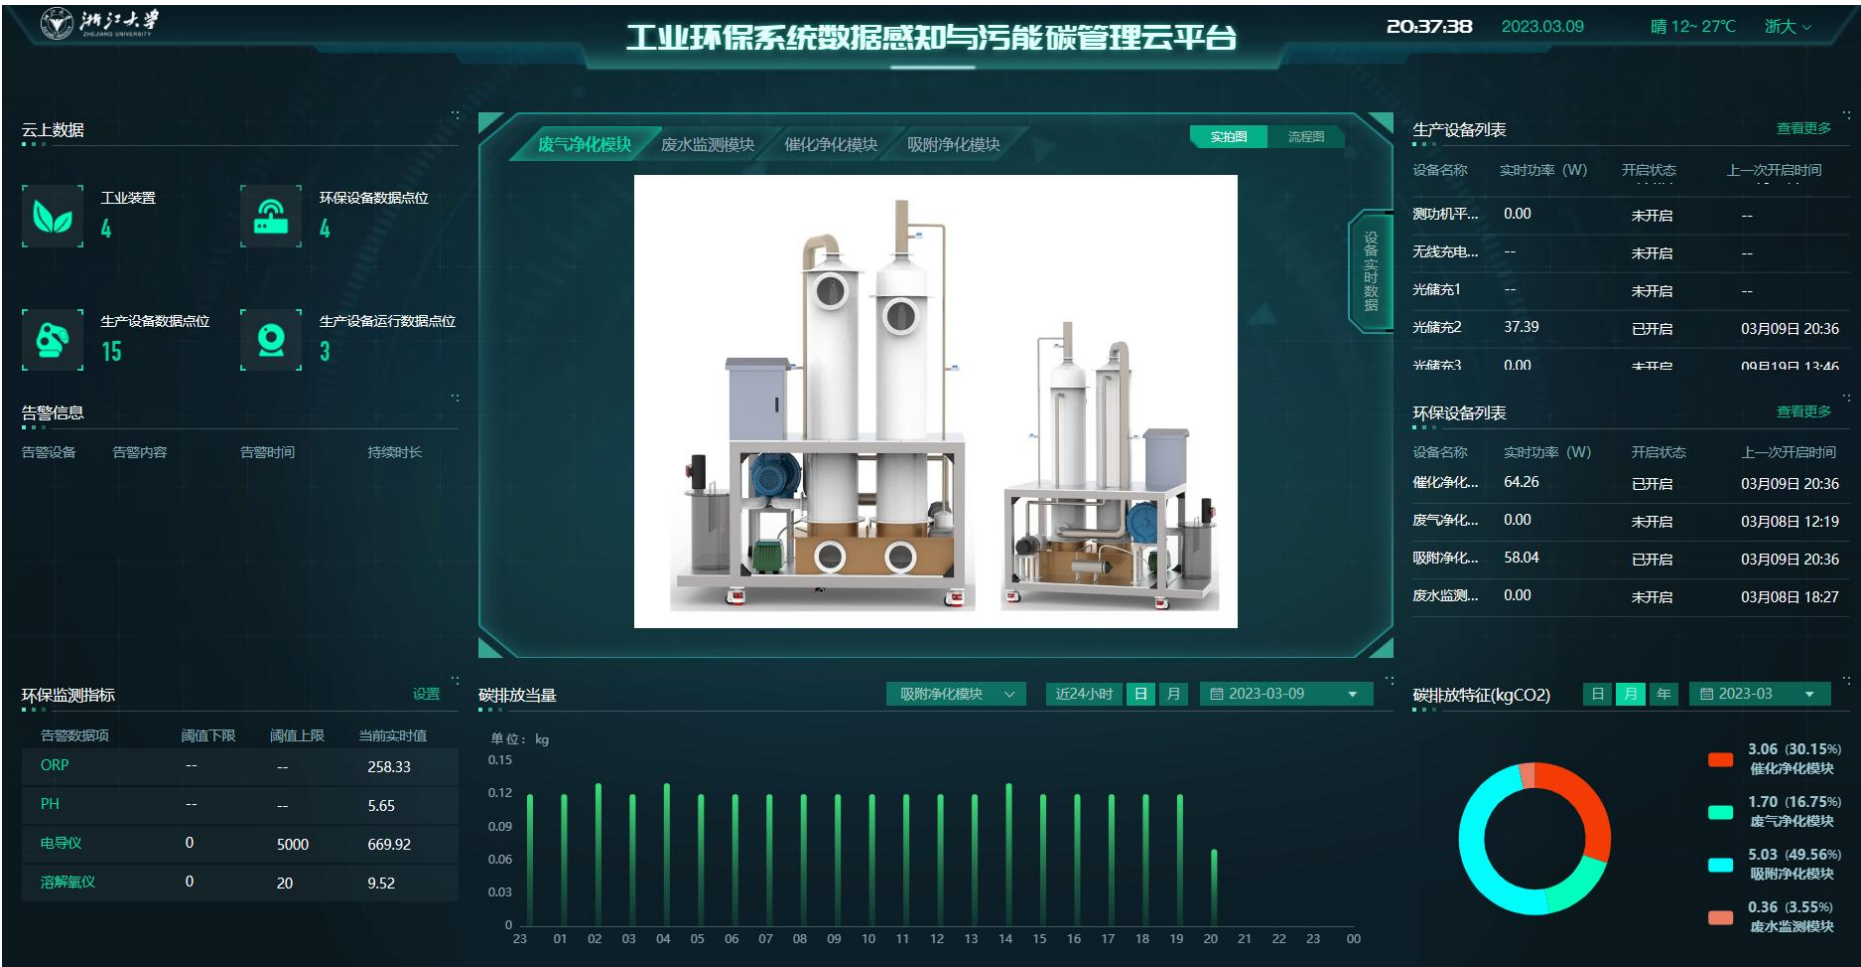 浙江大学
ZHEJIANG UNIVERSITY
工业环保系统数据感知与污能碳管理云平台
20:37:38 2023.03.09 晴 12~ 27℃ 浙大
云上数据
工业装置
4
环保设备数据点位
4
生产设备数据点位
15
生产设备运行数据点位
3
告警信息
告警设备 告警内容 告警时间 持续时长
环保监测指标 设置
告警数据项 阈值下限 阈值上限 当前实时值
ORP -- -- 258.33
PH -- -- 5.65
电导仪 0 5000 669.92
溶解氧仪 0 20 9.52
废气净化模块 废水监测模块 催化净化模块 吸附净化模块
实拍图 流程图
设备实时数据
碳排放当量 吸附净化模块 近24小时 日 月 2023-03-09
单位: kg
0.15
0.12
0.09
0.06
0.03
0
23 01 02 03 04 05 06 07 08 09 10 11 12 13 14 15 16 17 18 19 20 21 22 23 00
生产设备列表 查看更多
设备名称 实时功率 (W) 开启状态 上一次开启时间
测功机平... 0.00 未开启 --
无线充电... -- 未开启 --
光储充1 -- 未开启 --
光储充2 37.39 已开启 03月09日 20:36
光储充3 0.00 未开启 09月19日 13:46
环保设备列表 查看更多
设备名称 实时功率 (W) 开启状态 上一次开启时间
催化净化... 64.26 已开启 03月09日 20:36
废气净化... 0.00 未开启 03月08日 12:19
吸附净化... 58.04 已开启 03月09日 20:36
废水监测... 0.00 未开启 03月08日 18:27
碳排放特征(kgCO2) 日 月 年 2023-03
3.06 (30.15%)
催化净化模块
1.70 (16.75%)
废气净化模块
5.03 (49.56%)
吸附净化模块
0.36 (3.55%)
废水监测模块